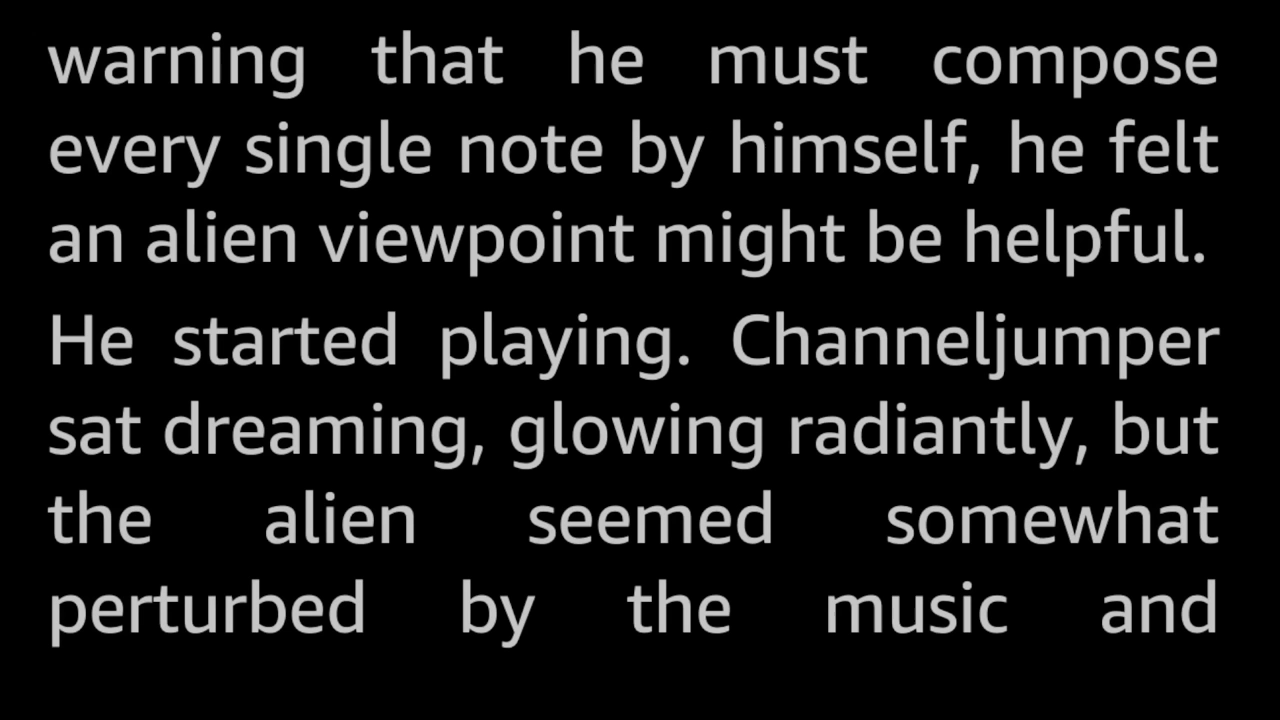 warning that he must compose
every single note by himself, he felt
an alien viewpoint might be helpful.
He started playing. Channeljumper
sat dreaming, glowing radiantly, but
the alien seemed somewhat
perturbed by the music and